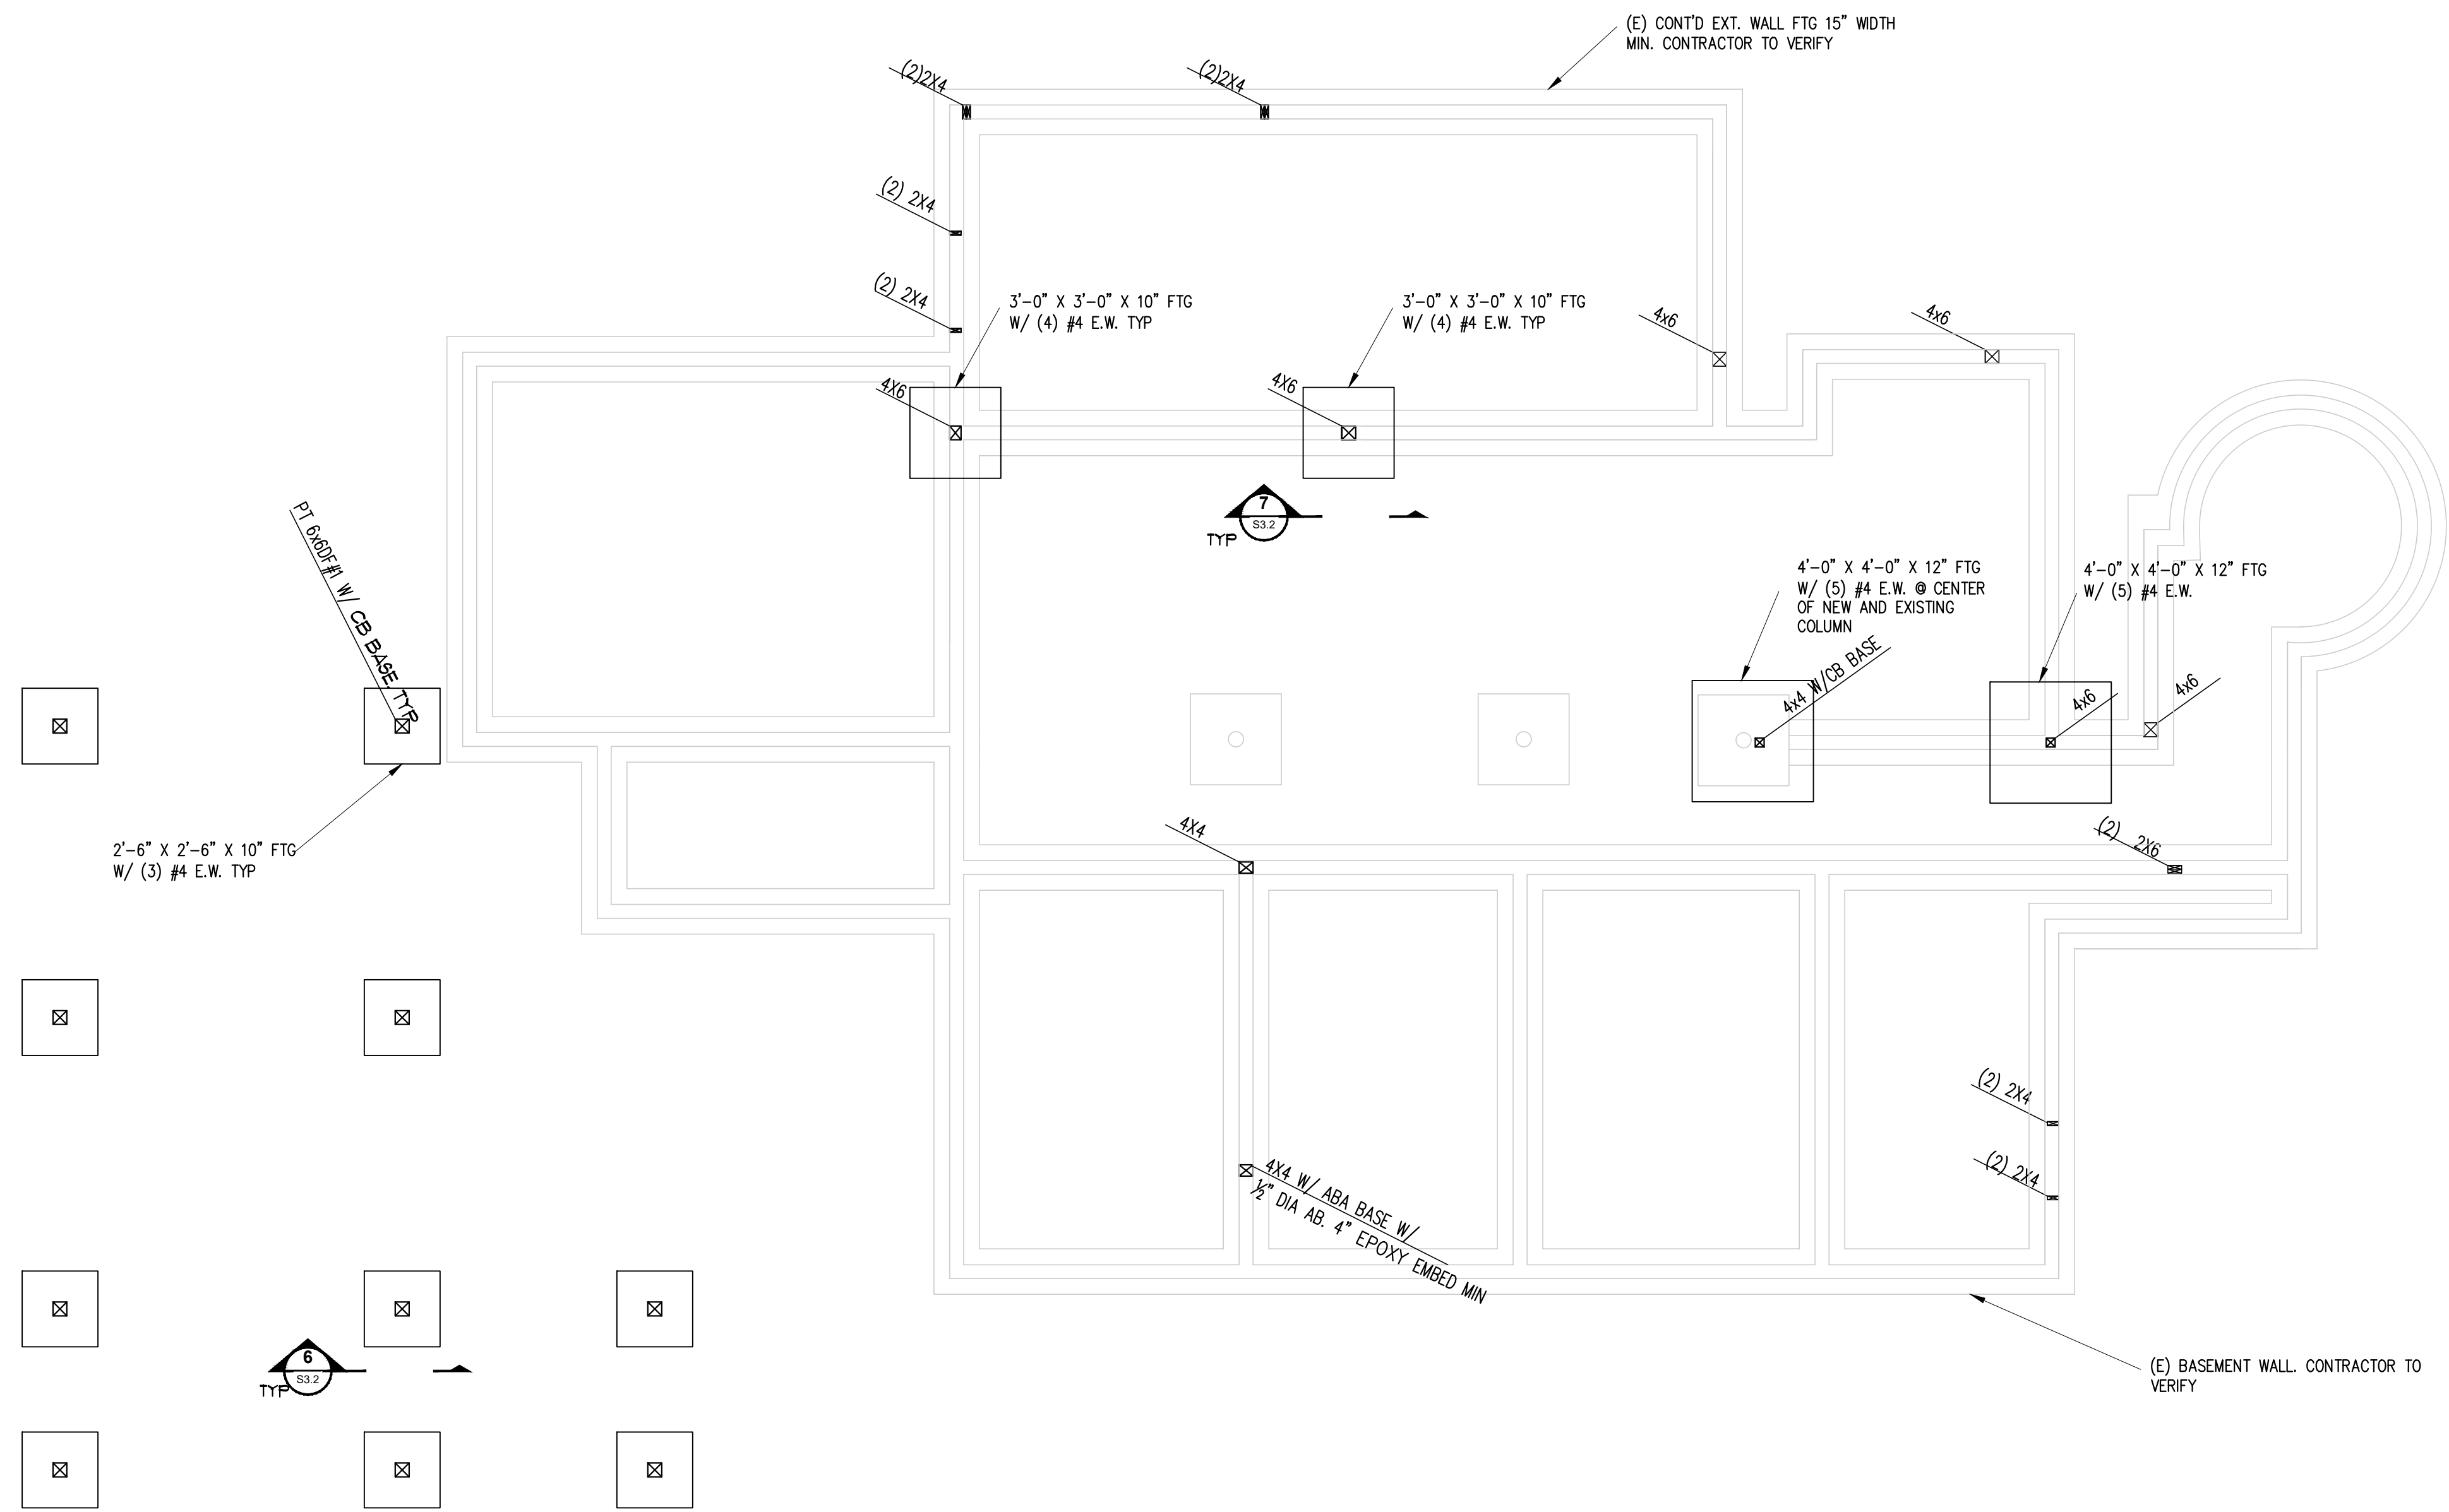 (E) CONT'D EXT. WALL FTG 15" WIDTH
MIN. CONTRACTOR TO VERIFY
(2)2X4
(2)2X4
(2) 2X4
(2) 2X4
3'-0" X 3'-0" X 10" FTG
W/ (4) #4 E.W. TYP
3'-0" X 3'-0" X 10" FTG
W/ (4) #4 E.W. TYP
4x6
4x6
4X6
4X6
7
S3.2
TYP
PT 6x6DF#1 W/ CB BASE. TYP
4'-0" X 4'-0" X 12" FTG
W/ (5) #4 E.W. @ CENTER
OF NEW AND EXISTING
COLUMN
4'-0" X 4'-0" X 12" FTG
W/ (5) #4 E.W.
4x4 W/CB BASE
4x6
4x6
2'-6" X 2'-6" X 10" FTG
W/ (3) #4 E.W. TYP
4X4
(2) 2X6
(2) 2X4
(2) 2X4
4X4 W/ ABA BASE W/
½" DIA AB. 4" EPOXY EMBED MIN
6
S3.2
TYP
(E) BASEMENT WALL. CONTRACTOR TO
VERIFY